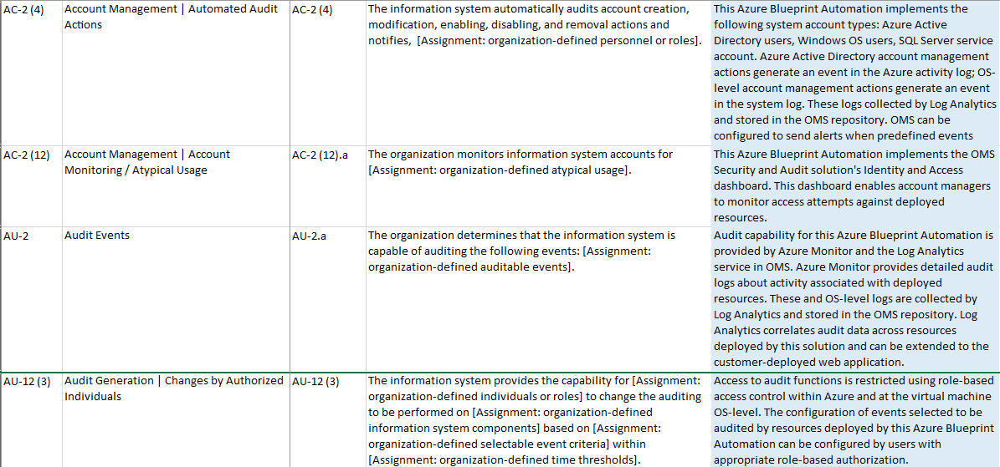 AC-2 (4)
Account Management | Automated Audit
Actions
AC-2 (4)
The information system automatically audits account creation,
modification, enabling, disabling, and removal actions and
notifies,  [Assignment: organization-defined personnel or roles].
This Azure Blueprint Automation implements the
following system account types: Azure Active
Directory users, Windows OS users, SQL Server service
account. Azure Active Directory account management
actions generate an event in the Azure activity log; OS-
level account management actions generate an event
in the system log. These logs collected by Log Analytics
and stored in the OMS repository. OMS can be
configured to send alerts when predefined events
AC-2 (12)
Account Management | Account
Monitoring / Atypical Usage
AC-2 (12).a
The organization monitors information system accounts for
[Assignment: organization-defined atypical usage].
This Azure Blueprint Automation implements the OMS
Security and Audit solution's Identity and Access
dashboard. This dashboard enables account managers
to monitor access attempts against deployed
resources.
AU-2
Audit Events
AU-2.a
The organization determines that the information system is
capable of auditing the following events: [Assignment:
organization-defined auditable events].
Audit capability for this Azure Blueprint Automation is
provided by Azure Monitor and the Log Analytics
service in OMS. Azure Monitor provides detailed audit
logs about activity associated with deployed
resources. These and OS-level logs are collected by
Log Analytics and stored in the OMS repository. Log
Analytics correlates audit data across resources
deployed by this solution and can be extended to the
customer-deployed web application.
AU-12 (3)
Audit Generation | Changes by Authorized
Individuals
AU-12 (3)
The information system provides the capability for [Assignment:
organization-defined individuals or roles] to change the auditing
to be performed on [Assignment: organization-defined
information system components] based on [Assignment:
organization-defined selectable event criteria] within
[Assignment: organization-defined time thresholds].
Access to audit functions is restricted using role-based
access control within Azure and at the virtual machine
OS-level. The configuration of events selected to be
audited by resources deployed by this Azure Blueprint
Automation can be configured by users with
appropriate role-based authorization.